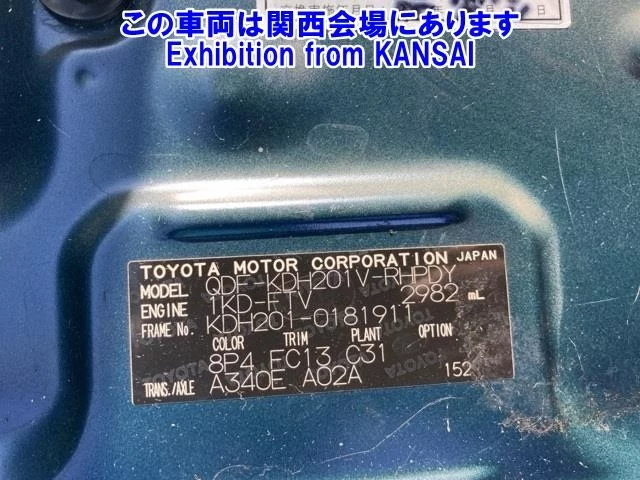 この車両は関西会場にあります
Exhibition from KANSAI
TOYOTA MOTOR CORPORATION JAPAN
MODEL QDF-KDH201V-RHPDY
ENGINE 1KD-FTV 2982 mL
FRAME No. KDH201-0181911
COLOR TRIM PLANT OPTION
8P4 FC13 C31
TRANS./AXLE A340E A02A 152